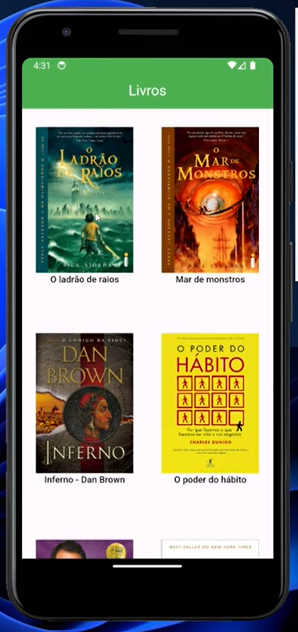 4:31
Livros
O
LADRÃO
DE RAIOS
RICK RIORDAN
O ladrão de raios
O
MAR DE
MONSTROS
Mar de monstros
O CÓDIGO DA VINCI
DAN
BROWN
INFERNO
Inferno - Dan Brown
O PODER DO
HÁBITO
Por que fazemos o que
fazemos na vida e nos negócios
CHARLES DUHIGG
O poder do hábito
BEST-SELLER DO NEW YORK TIMES